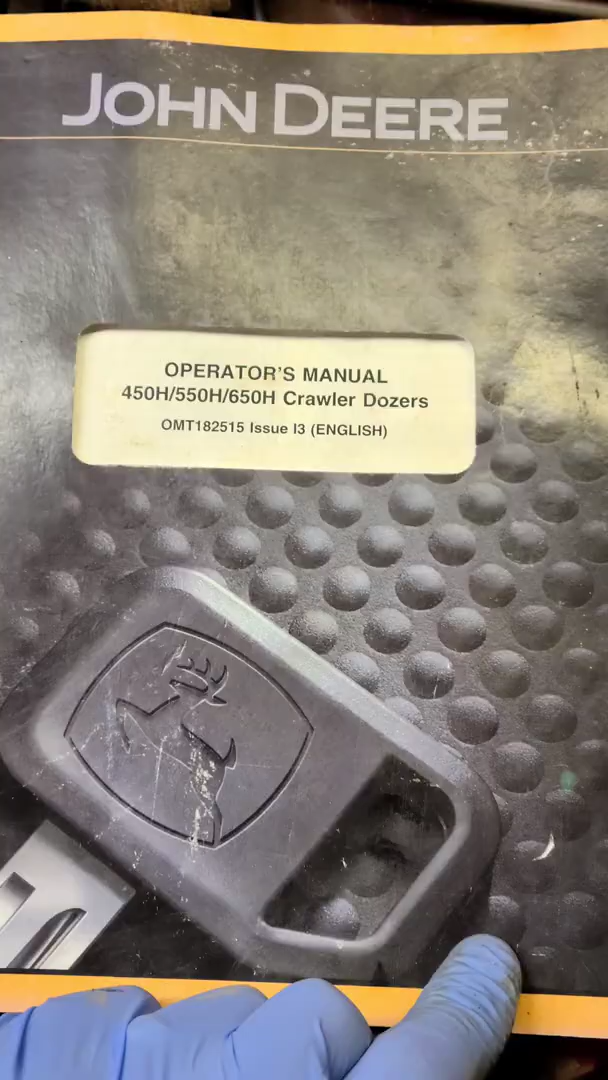 JOHN DEERE
OPERATOR'S MANUAL
450H/550H/650H Crawler Dozers
OMT182515 Issue I3 (ENGLISH)